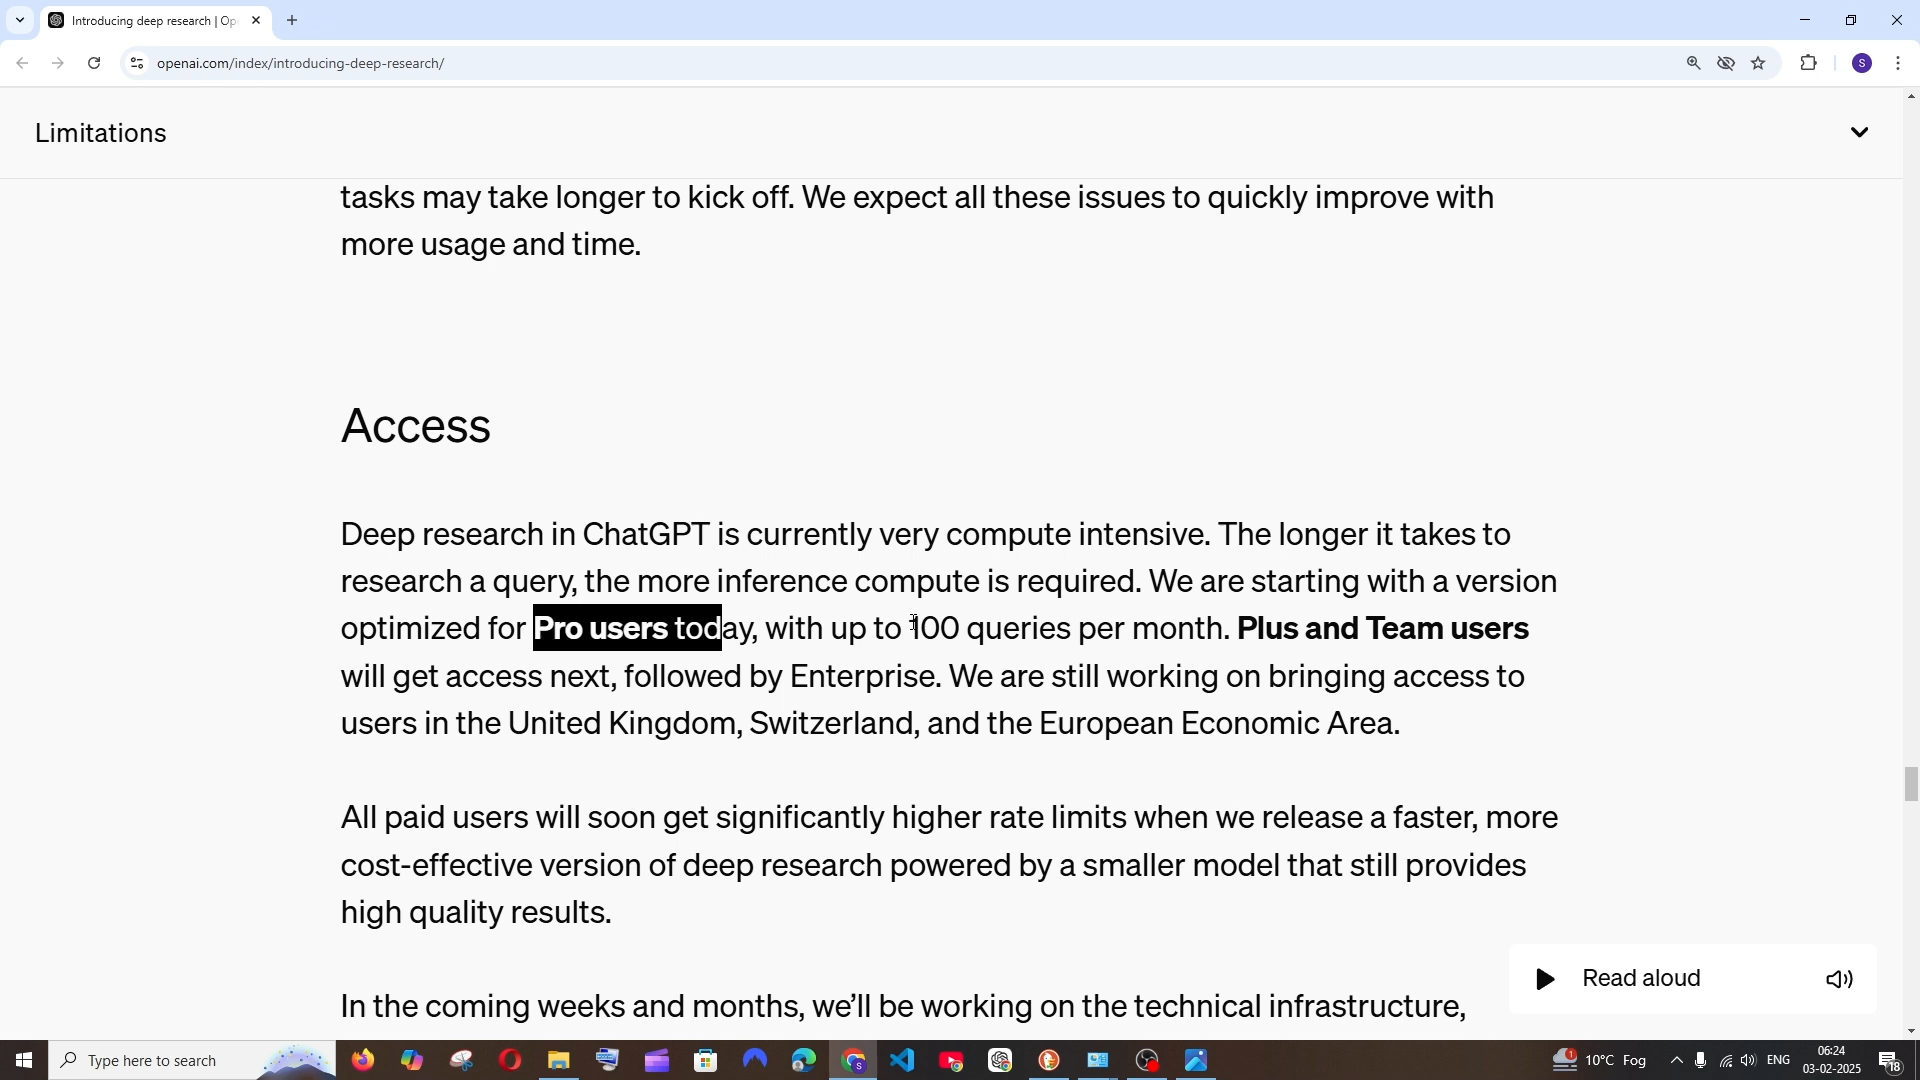 Introducing deep research | Op
openai.com/index/introducing-deep-research/
S
Limitations
tasks may take longer to kick off. We expect all these issues to quickly improve with
more usage and time.
Access
Deep research in ChatGPT is currently very compute intensive. The longer it takes to
research a query, the more inference compute is required. We are starting with a version
optimized for Pro users today, with up to 100 queries per month. Plus and Team users
will get access next, followed by Enterprise. We are still working on bringing access to
users in the United Kingdom, Switzerland, and the European Economic Area.
All paid users will soon get significantly higher rate limits when we release a faster, more
cost-effective version of deep research powered by a smaller model that still provides
high quality results.
Read aloud
In the coming weeks and months, we’ll be working on the technical infrastructure,
Type here to search
S
1
10°C Fog
ENG
06:24
03-02-2025
18